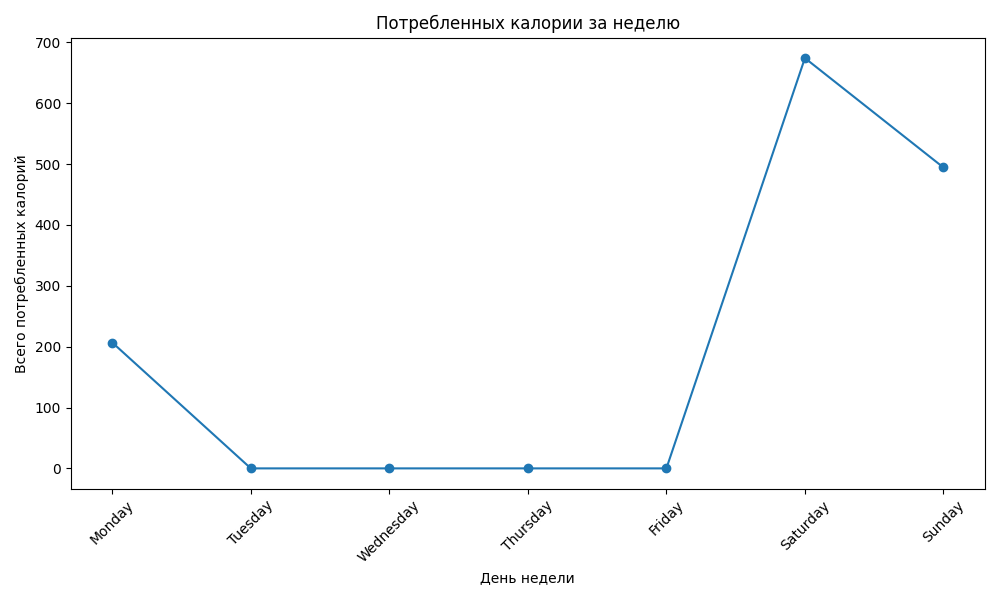 Потребленных калории за неделю
Всего потребленных калорий
700
600
500
400
300
200
100
0
Monday
Tuesday
Wednesday
Thursday
Friday
Saturday
Sunday
День недели